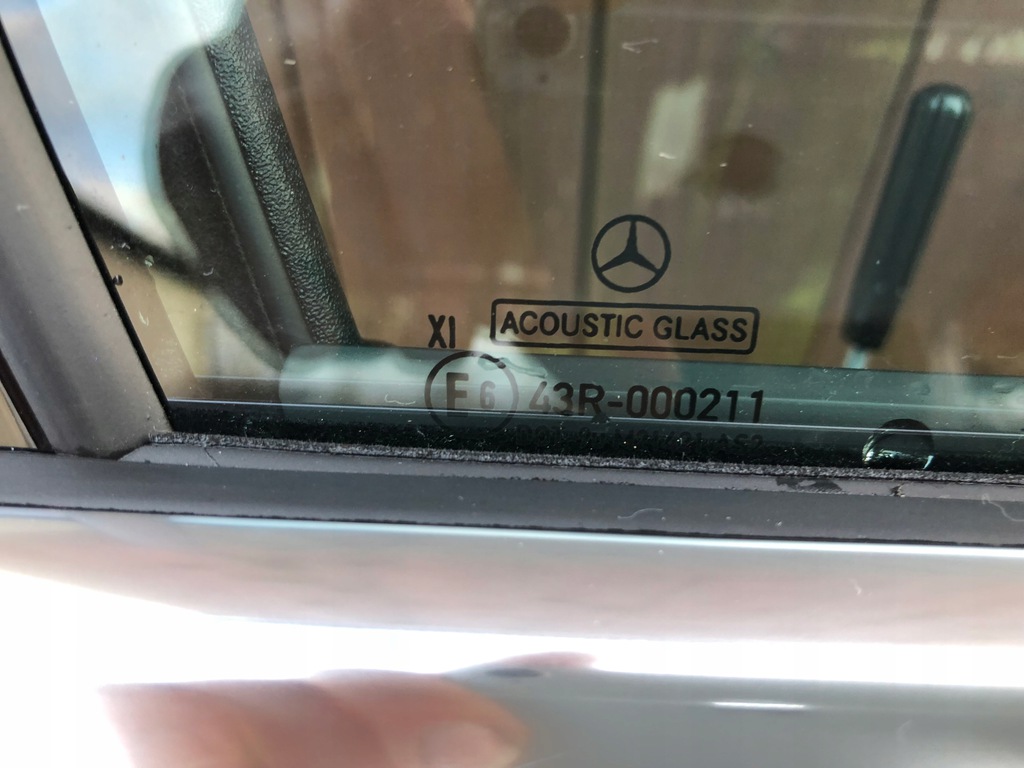 XI
ACOUSTIC GLASS
E6 43R-000211